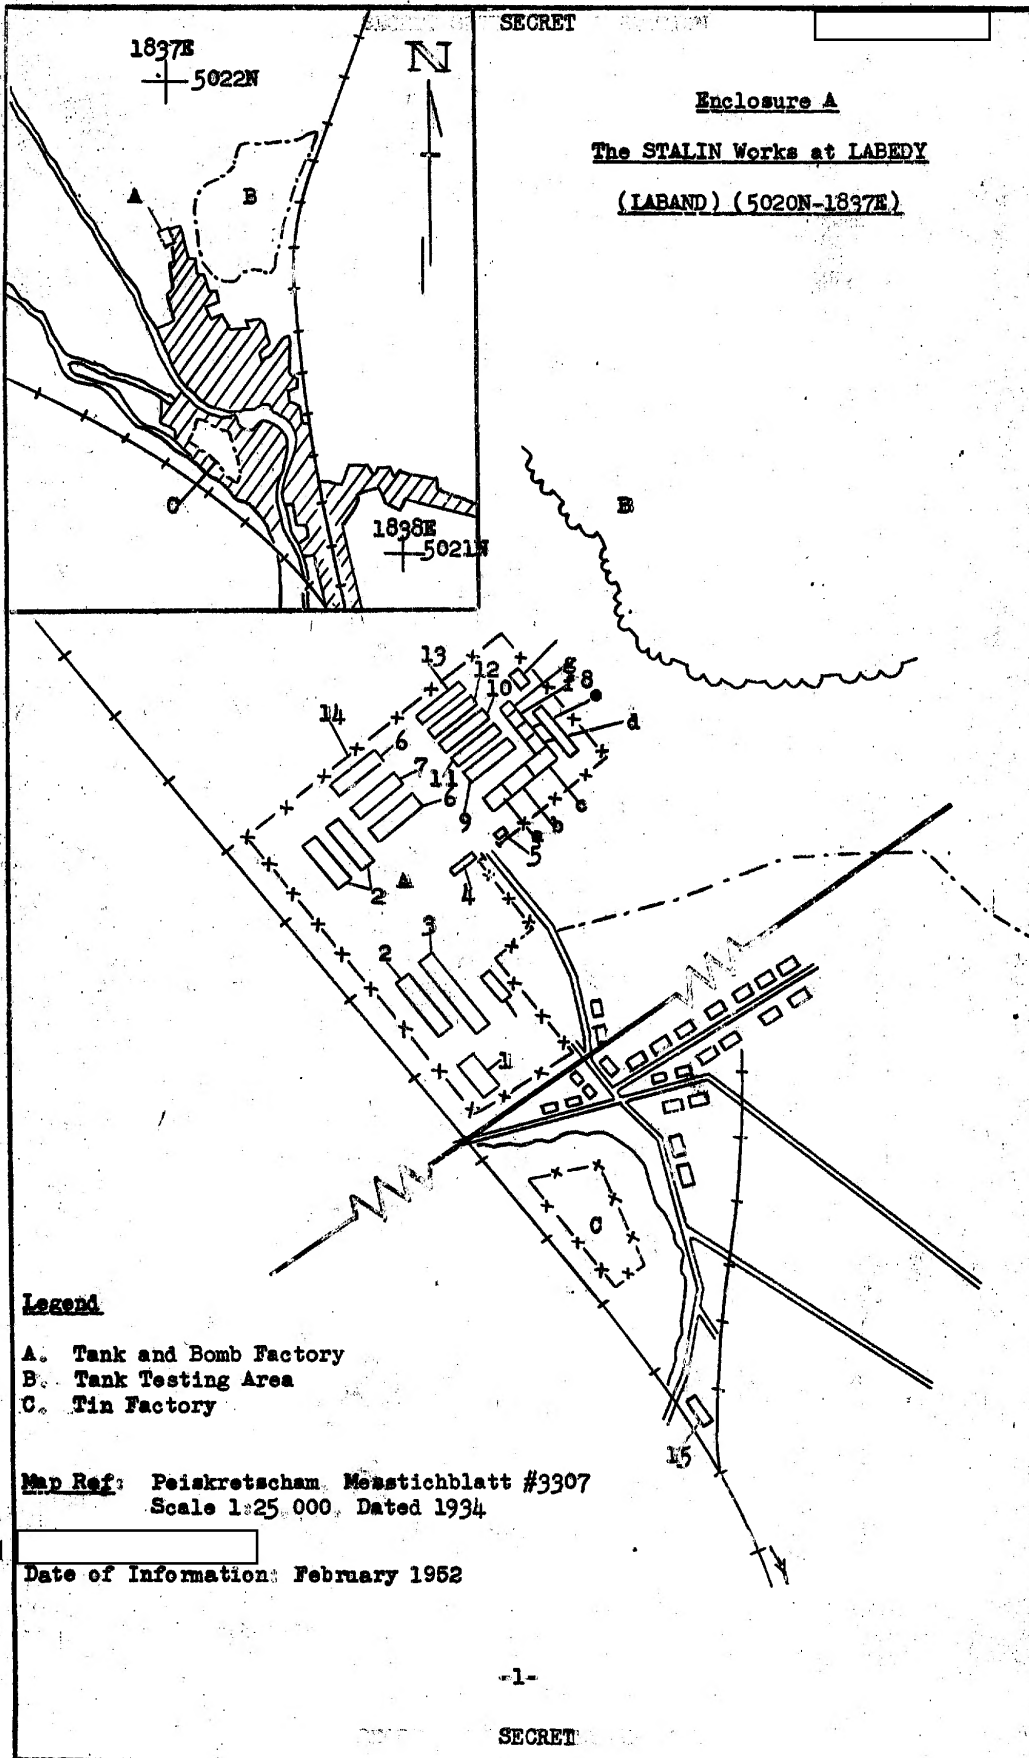 SECRET
1837E
5022N
N
A
B
C
1838E
5021N
Enclosure A
The STALIN Works at LABEDY
(LABAND) (5020N-1837E)
B
13
12
10
8
d
14
6
7
11
6
9
c
b
5
2
A
4
3
2
1
C
15
Legend
A. Tank and Bomb Factory
B. Tank Testing Area
C. Tin Factory
Map Ref: Peiskretscham Messtichblatt #3307
Scale 1:25 000 Dated 1934
Date of Information: February 1952
-1-
SECRET